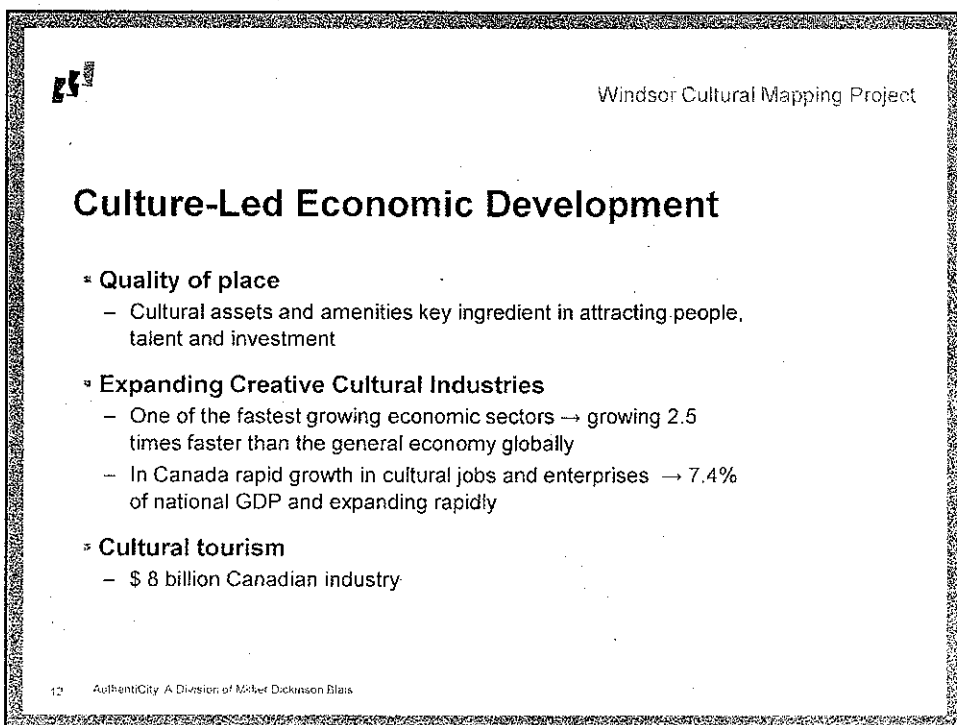 Windsor Cultural Mapping Project
Culture-Led Economic Development
Quality of place
– Cultural assets and amenities key ingredient in attracting people,
talent and investment
Expanding Creative Cultural Industries
– One of the fastest growing economic sectors → growing 2.5
times faster than the general economy globally
– In Canada rapid growth in cultural jobs and enterprises → 7.4%
of national GDP and expanding rapidly
Cultural tourism
– $ 8 billion Canadian industry
12 AuthentiCity A Division of Millier Dickinson Blais